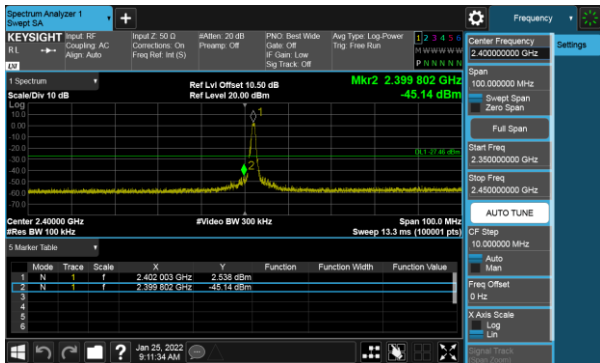 Spectrum Analyzer 1
Swept SA
+
Frequency
KEYSIGHT
RL
LXI
Input: RF
Coupling: AC
Align: Auto
Input Z: 50 Ω
Corrections: On
Freq Ref: Int (S)
#Atten: 20 dB
Preamp: Off
PNO: Best Wide
Gate: Off
IF Gain: Low
Sig Track: Off
Avg Type: Log-Power
Trig: Free Run
1 2 3 4 5 6
M W W W W W
P N N N N N
Center Frequency
2.400000000 GHz
Settings
Span
100.000000 MHz
Swept Span
Zero Span
Full Span
Start Freq
2.350000000 GHz
Stop Freq
2.450000000 GHz
AUTO TUNE
CF Step
10.000000 MHz
Auto
Man
Freq Offset
0 Hz
X Axis Scale
Log
Lin
Signal Track
(Span Zoom)
1 Spectrum
Scale/Div 10 dB
Ref Lvl Offset 10.50 dB
Ref Level 20.00 dBm
Mkr2 2.399 802 GHz
-45.14 dBm
Log
10.0
0.00
-10.0
-20.0
-30.0
-40.0
-50.0
-60.0
-70.0
1
2
DL1 -27.46 dBm
Center 2.40000 GHz
#Res BW 100 kHz
#Video BW 300 kHz
Span 100.0 MHz
Sweep 13.3 ms (100001 pts)
5 Marker Table
Mode Trace Scale X Y Function Function Width Function Value
1 N 1 f 2.402 003 GHz 2.538 dBm
2 N 1 f 2.399 802 GHz -45.14 dBm
3
4
5
6
?
Jan 25, 2022
9:11:34 AM